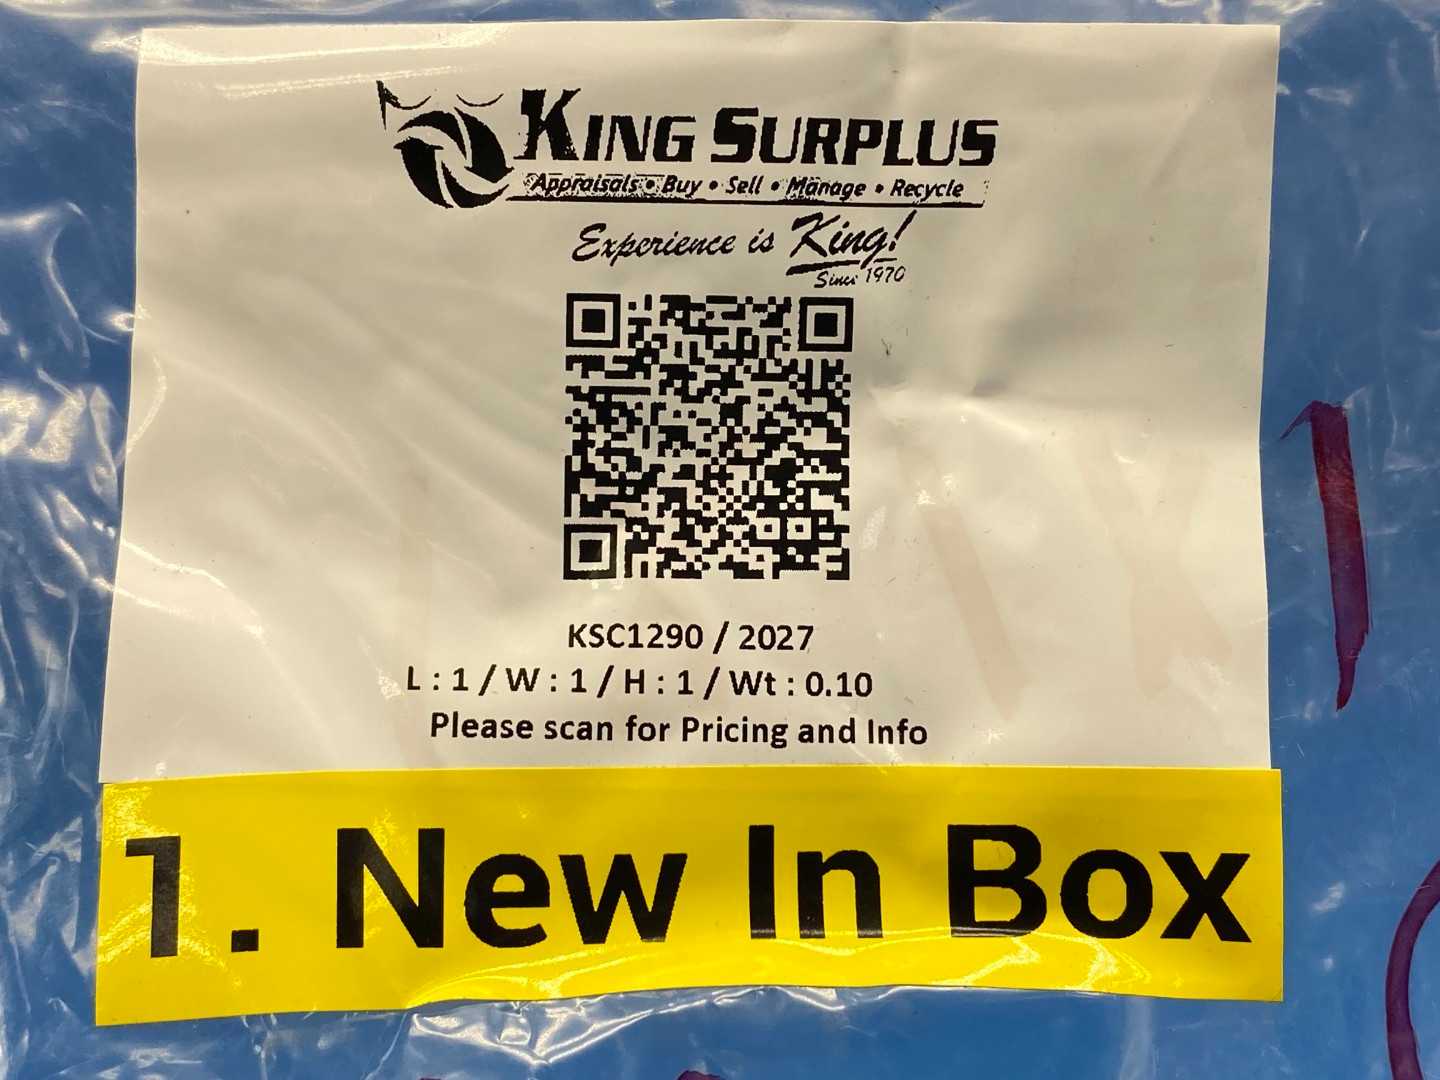 KING SURPLUS
Appraisals • Buy • Sell • Manage • Recycle
Experience is King!
Since 1970
KSC1290 / 2027
L : 1 / W : 1 / H : 1 / Wt : 0.10
Please scan for Pricing and Info
1. New In Box